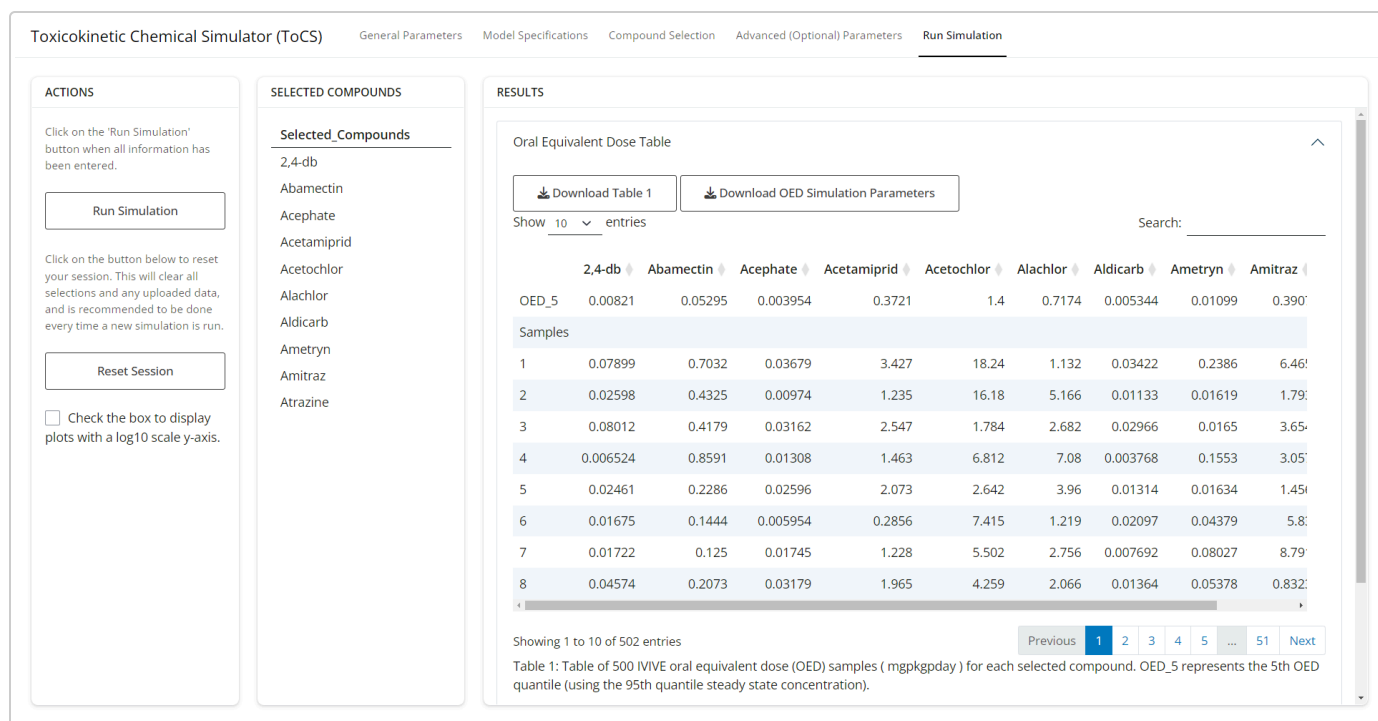 Toxicokinetic Chemical Simulator (ToCS) General Parameters Model Specifications Compound Selection Advanced (Optional) Parameters Run Simulation
ACTIONS
Click on the 'Run Simulation'
button when all information has
been entered.
Run Simulation
Click on the button below to reset
your session. This will clear all
selections and any uploaded data,
and is recommended to be done
every time a new simulation is run.
Reset Session
Check the box to display
plots with a log10 scale y-axis.
SELECTED COMPOUNDS
Selected_Compounds
2,4-db
Abamectin
Acephate
Acetamiprid
Acetochlor
Alachlor
Aldicarb
Ametryn
Amitraz
Atrazine
RESULTS
Oral Equivalent Dose Table
Download Table 1 Download OED Simulation Parameters
Show 10 entries Search:
2,4-db Abamectin Acephate Acetamiprid Acetochlor Alachlor Aldicarb Ametryn Amitraz
OED_5 0.00821 0.05295 0.003954 0.3721 1.4 0.7174 0.005344 0.01099
Samples
1 0.07899 0.7032 0.03679 3.427 18.24 1.132 0.03422 0.2386
2 0.02598 0.4325 0.00974 1.235 16.18 5.166 0.01133 0.01619
3 0.08012 0.4179 0.03162 2.547 1.784 2.682 0.02966 0.0165
4 0.006524 0.8591 0.01308 1.463 6.812 7.08 0.003768 0.1553
5 0.02461 0.2286 0.02596 2.073 2.642 3.96 0.01314 0.01634
6 0.01675 0.1444 0.005954 0.2856 7.415 1.219 0.02097 0.04379
7 0.01722 0.125 0.01745 1.228 5.502 2.756 0.007692 0.08027
8 0.04574 0.2073 0.03179 1.965 4.259 2.066 0.01364 0.05378
Showing 1 to 10 of 502 entries Previous 1 2 3 4 5 ... 51 Next
Table 1: Table of 500 IVIVE oral equivalent dose (OED) samples ( mgpkgpday ) for each selected compound. OED_5 represents the 5th OED
quantile (using the 95th quantile steady state concentration).